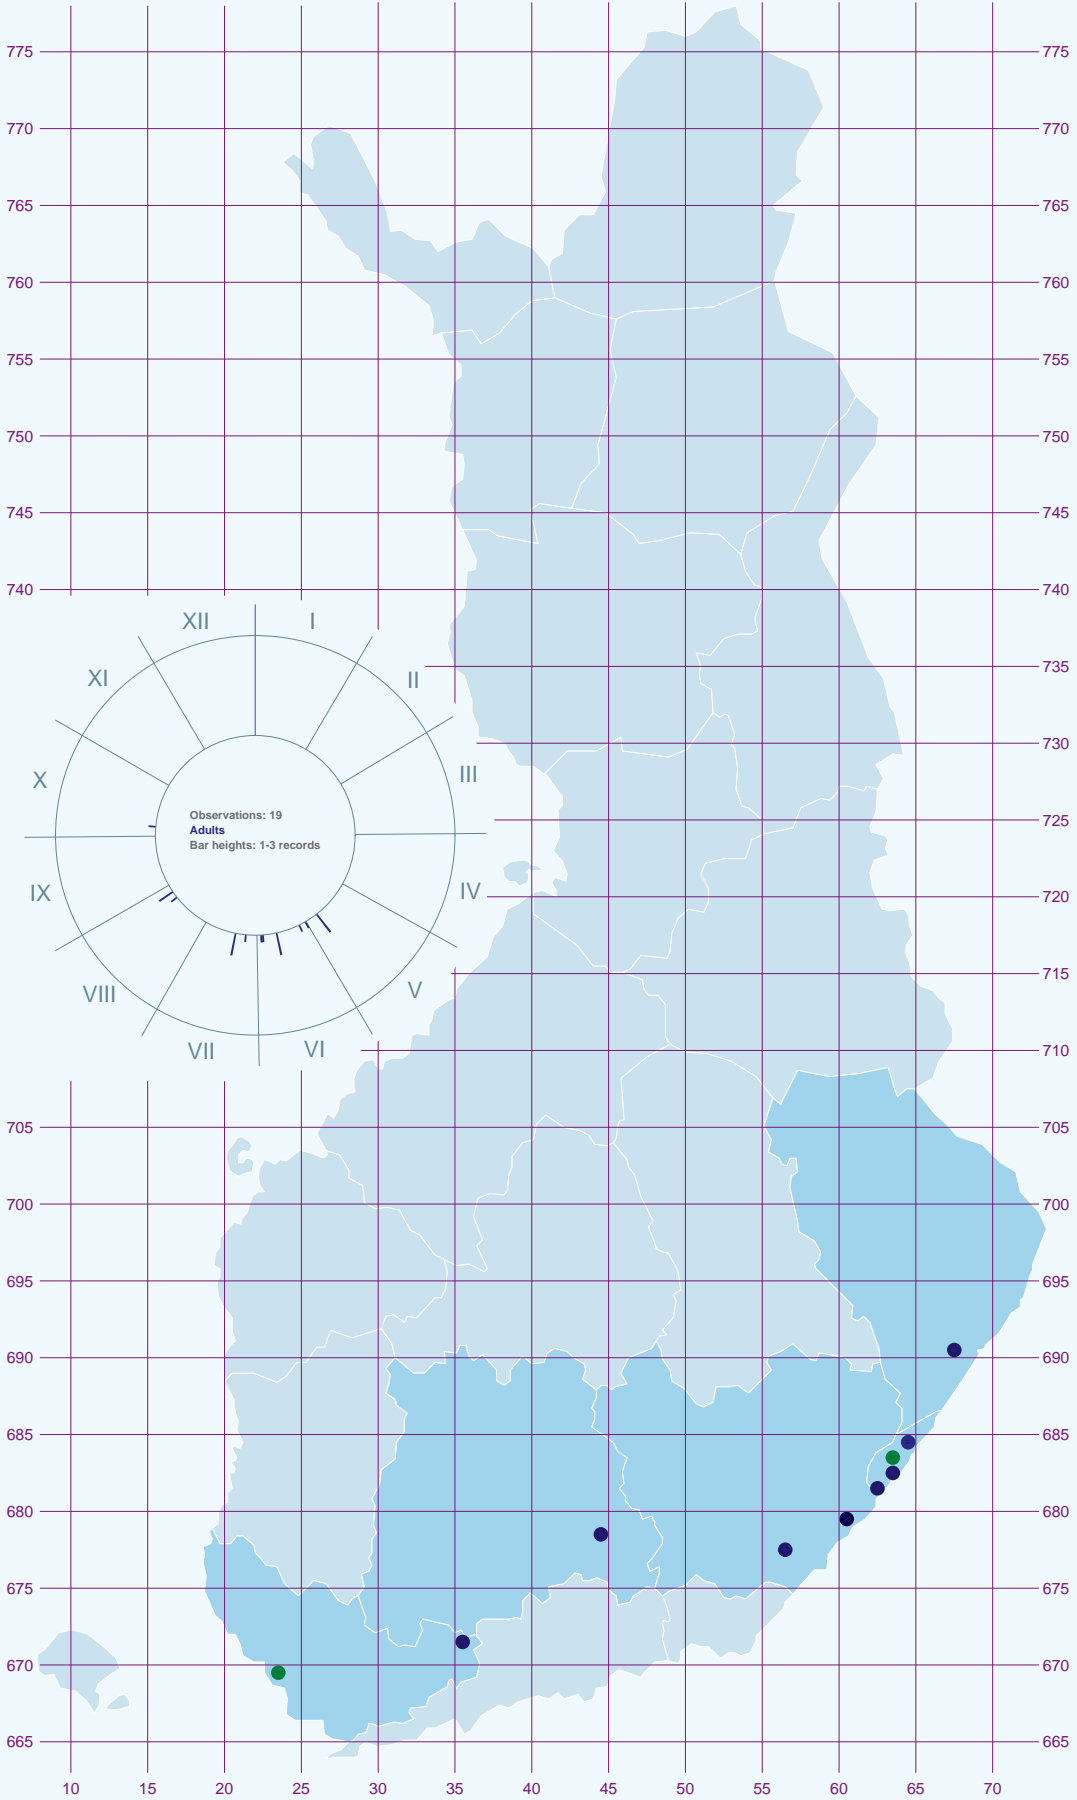 775 775
770 770
765 765
760 760
755 755
750 750
745 745
740 740
XII I
735
XI II
730
X III
Observations: 19
Adults
Bar heights: 1-3 records
725
IX IV
720
VIII V
715
VII VI
710
705 705
700 700
695 695
690 690
685 685
680 680
675 675
670 670
665 665
10 15 20 25 30 35 40 45 50 55 60 65 70